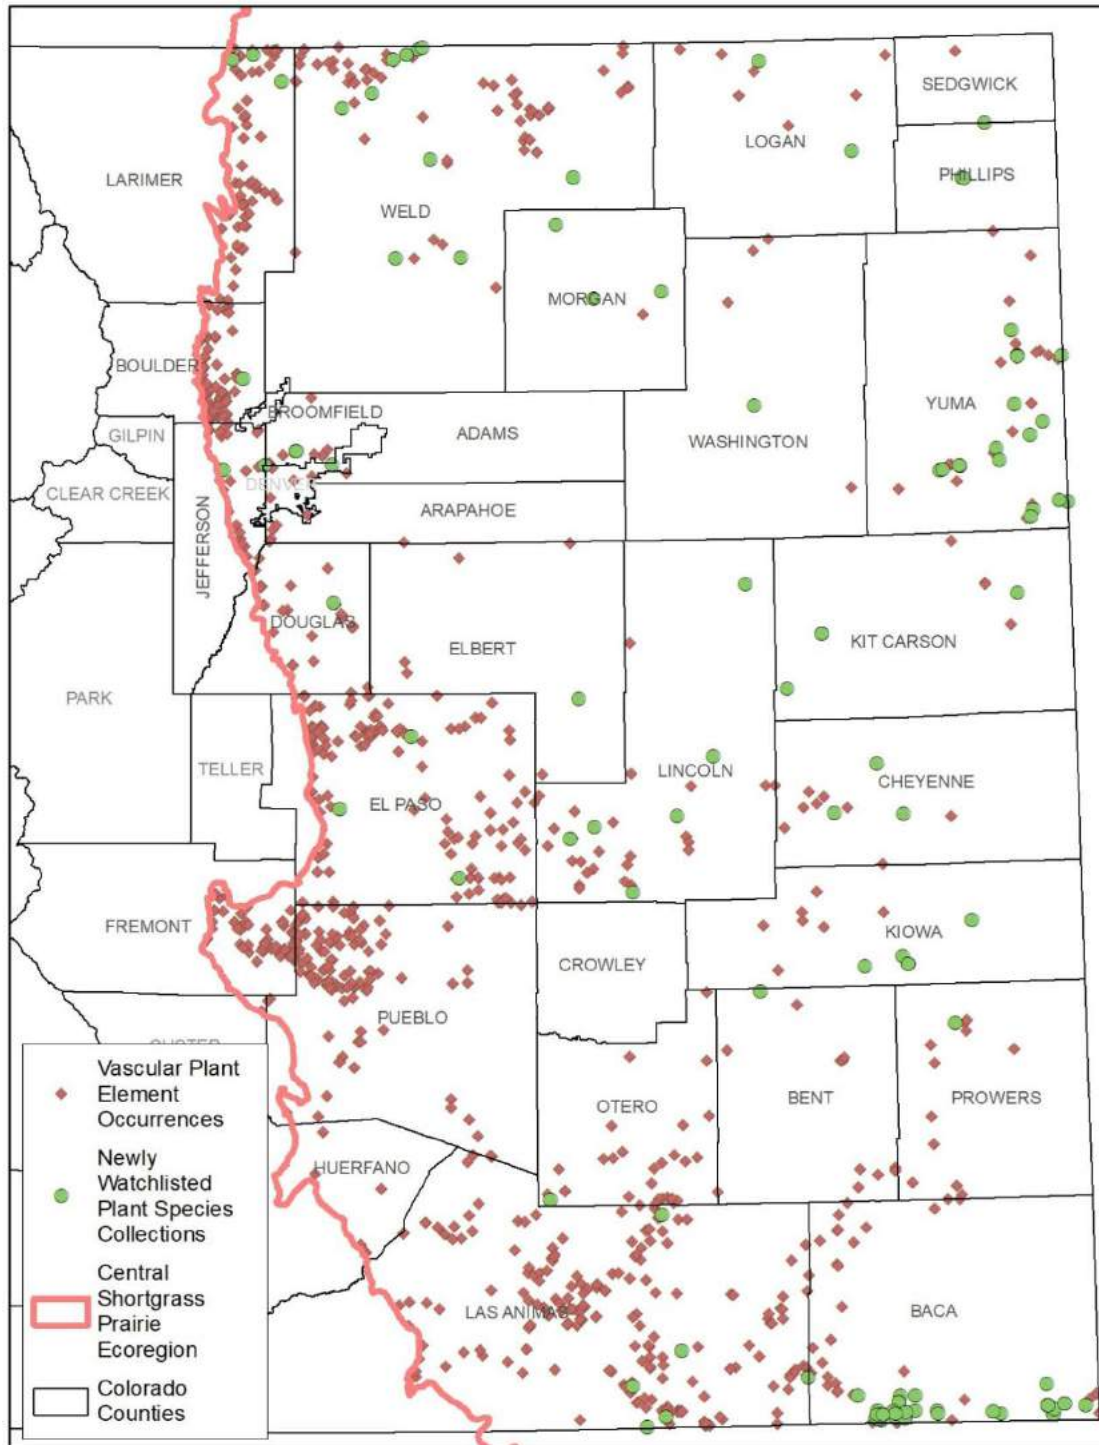 SEDGWICK
LOGAN
PHILLIPS
LARIMER
WELD
MORGAN
BOULDER
BROOMFIELD
YUMA
GILPIN
ADAMS
WASHINGTON
CLEAR CREEK
DENVER
ARAPAHOE
JEFFERSON
DOUGLAS
ELBERT
KIT CARSON
PARK
TELLER
LINCOLN
CHEYENNE
EL PASO
FREMONT
KIOWA
CROWLEY
PUEBLO
OTERO
BENT
PROWERS
HUERFANO
LAS ANIMAS
BACA
Vascular Plant
Element
Occurrences
Newly
Watchlisted
Plant Species
Collections
Central
Shortgrass
Prairie
Ecoregion
Colorado
Counties